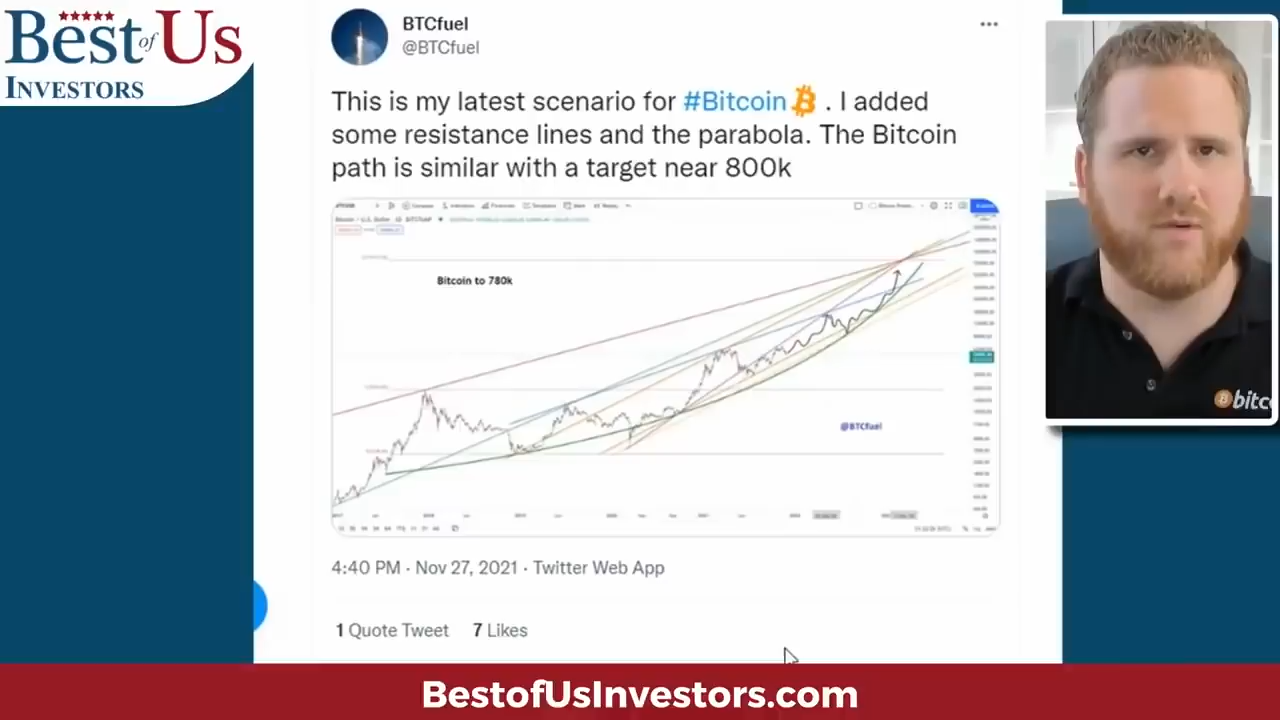 Best of Us
INVESTORS
BTCfuel
@BTCfuel
This is my latest scenario for #Bitcoin . I added
some resistance lines and the parabola. The Bitcoin
path is similar with a target near 800k
Bitcoin to 780k
@BTCfuel
4:40 PM · Nov 27, 2021 · Twitter Web App
1 Quote Tweet 7 Likes
bitc
BestofUsInvestors.com